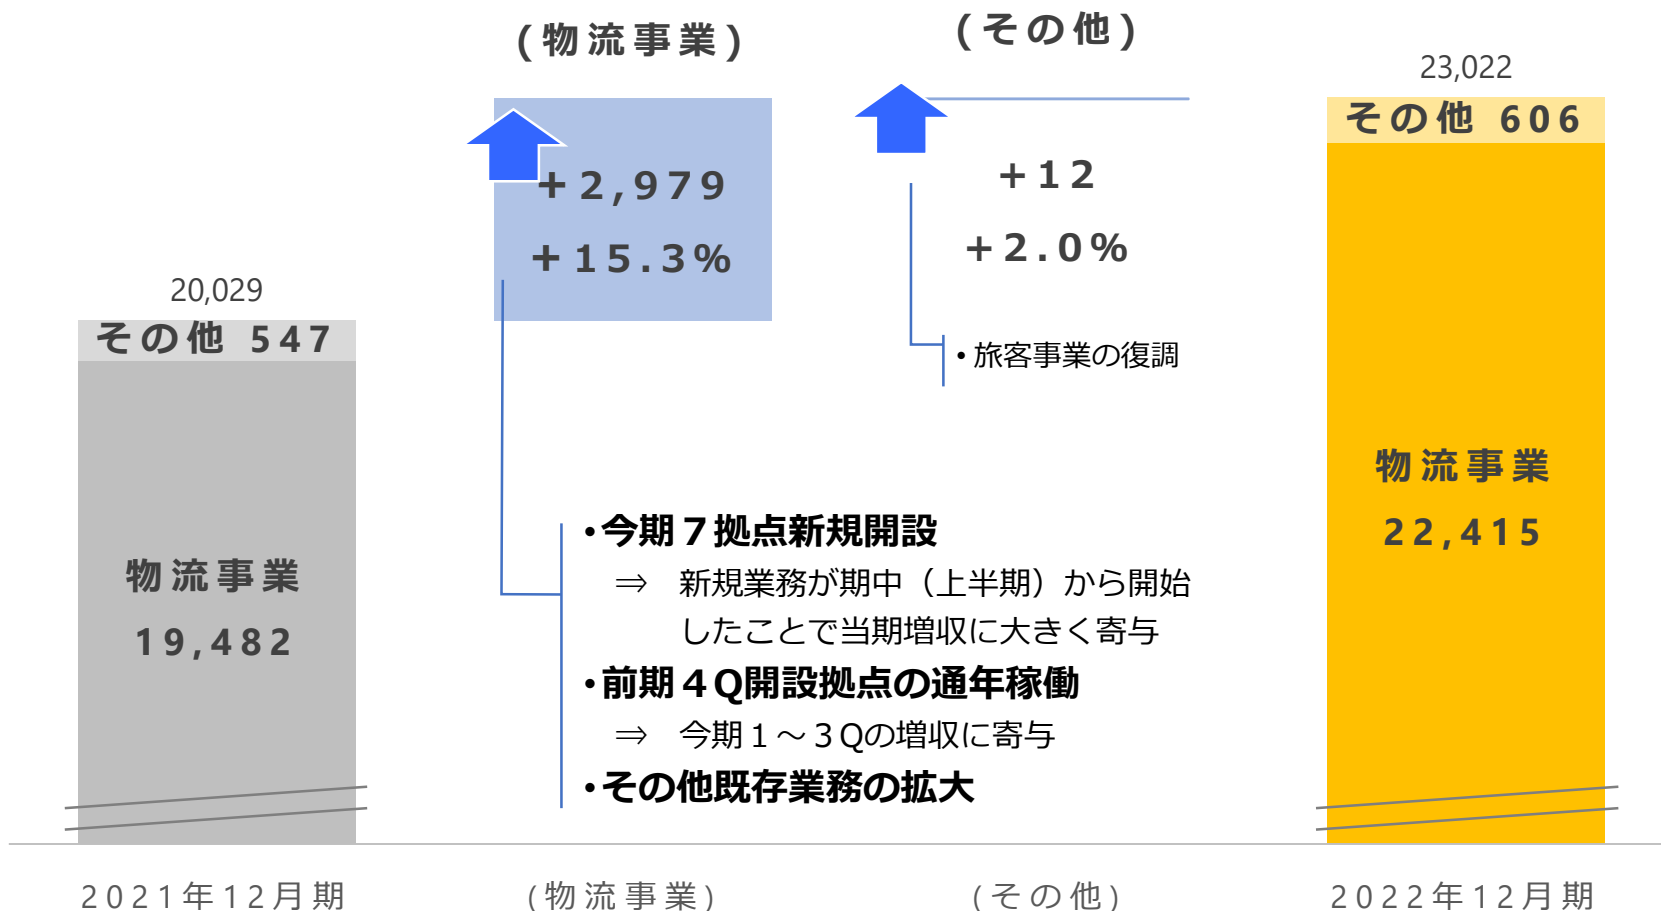 (物流事業)
(その他)
20,029
その他 547
物流事業
19,482
2021年12月期
+2,979
+15.3%
•今期７拠点新規開設
⇒ 新規業務が期中（上半期）から開始
したことで当期増収に大きく寄与
•前期４Q開設拠点の通年稼働
⇒ 今期１～３Qの増収に寄与
•その他既存業務の拡大
(物流事業)
+12
+2.0%
•旅客事業の復調
(その他)
23,022
その他 606
物流事業
22,415
2022年12月期